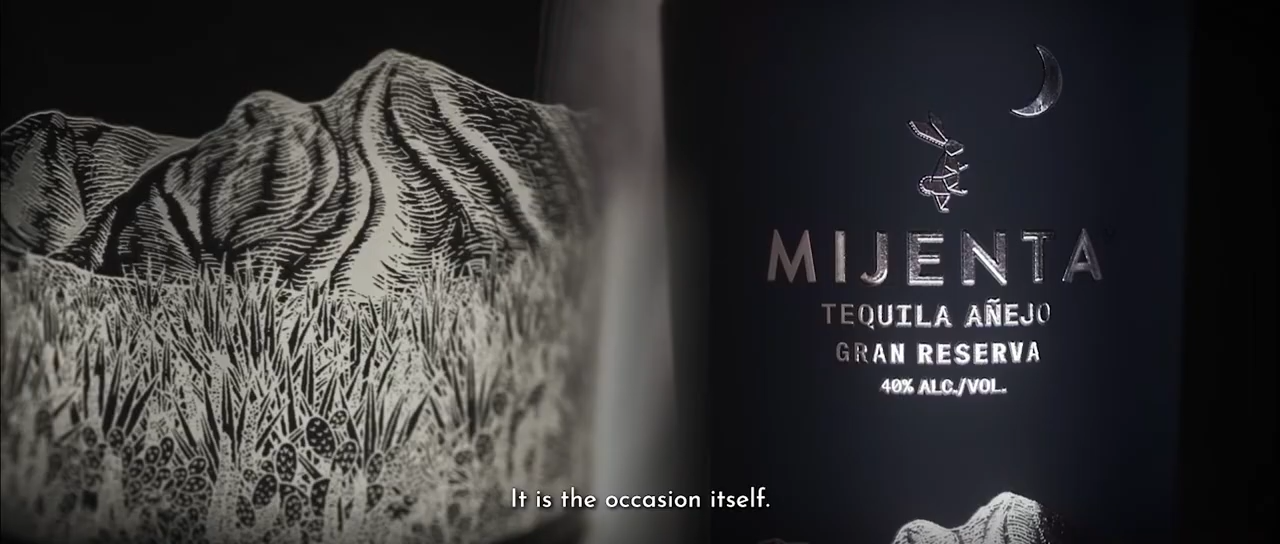 MIJENTA
TEQUILA AÑEJO
GRAN RESERVA
40% ALC./VOL.
It is the occasion itself.